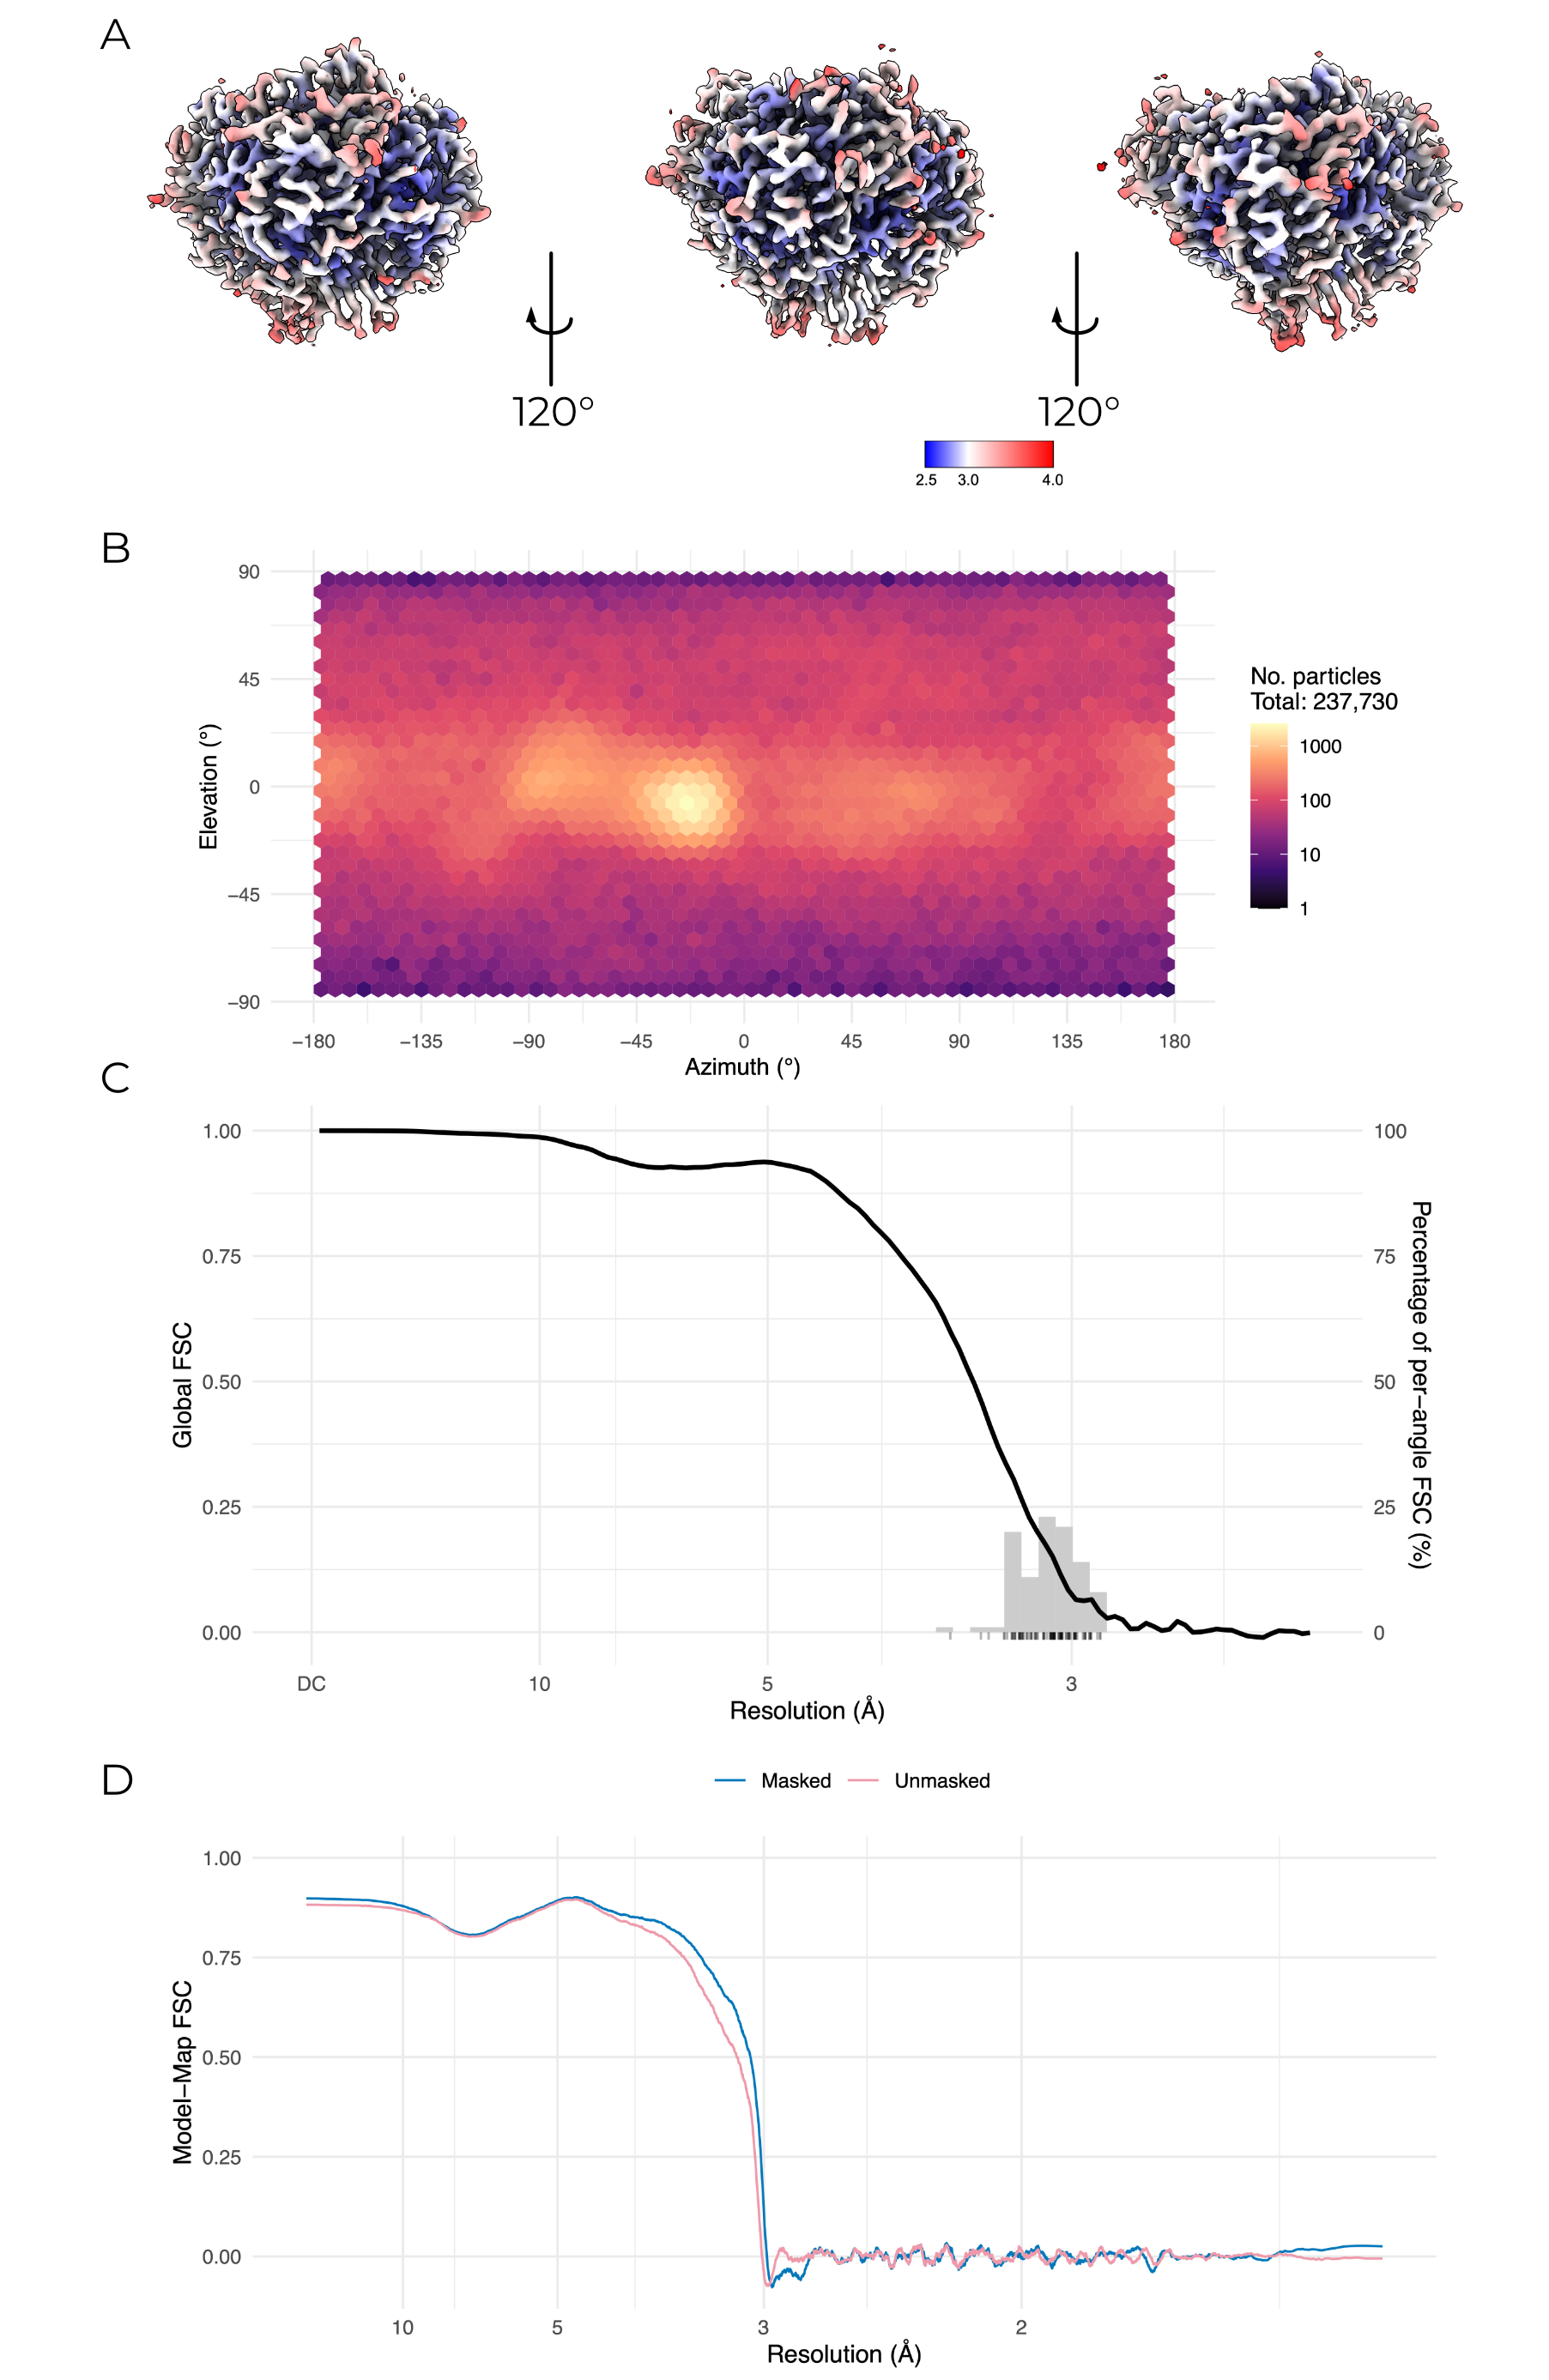 A
120°
120°
2.5 3.0 4.0
B
90
45
0
−45
−90
Elevation (°)
−180 −135 −90 −45 0 45 90 135 180
Azimuth (°)
No. particles
Total: 237,730
1000
100
10
1
C
1.00
0.75
0.50
0.25
0.00
Global FSC
100
75
50
25
0
Percentage of per−angle FSC (%)
DC 10 5 3
Resolution (Å)
D
Masked Unmasked
1.00
0.75
0.50
0.25
0.00
Model−Map FSC
10 5 3 2
Resolution (Å)